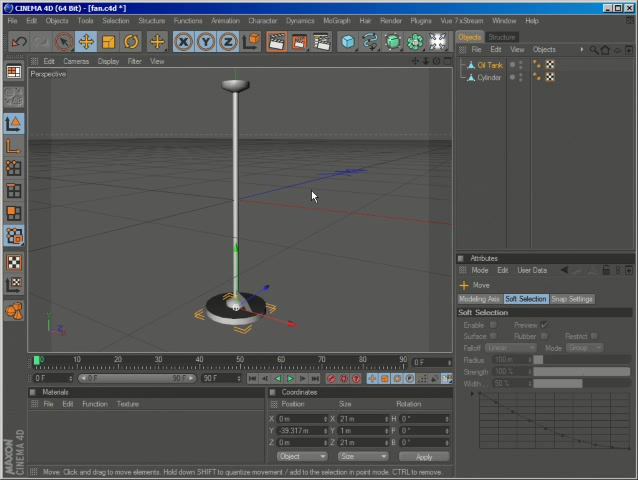 CINEMA 4D (64 Bit) - [fan.c4d *]
File Edit Objects Tools Selection Structure Functions Animation Character Dynamics MoGraph Hair Render Plugins Vue 7xStream Window Help
Objects Structure
File Edit View Objects
Edit Cameras Display Filter View
Perspective
Oil Tank
Cylinder
Attributes
Mode Edit User Data
Move
Modeling Axis Soft Selection Snap Settings
Soft Selection
Enable Preview
Surface Rubber Restrict
Falloff Linear Mode Group
Radius 100 m
Strength 100 %
Width 50 %
0 10 20 30 40 50 60 70 80 90 0 F
0 F 0 F 90 F 90 F
Materials
File Edit Function Texture
Coordinates
Position Size Rotation
X 0 m X 21 m H 0 °
Y -39.317 m Y 1 m P 0 °
Z 0 m Z 21 m B 0 °
Object Size Apply
MAXON
CINEMA 4D
Move: Click and drag to move elements. Hold down SHIFT to quantize movement / add to the selection in point mode, CTRL to remove.